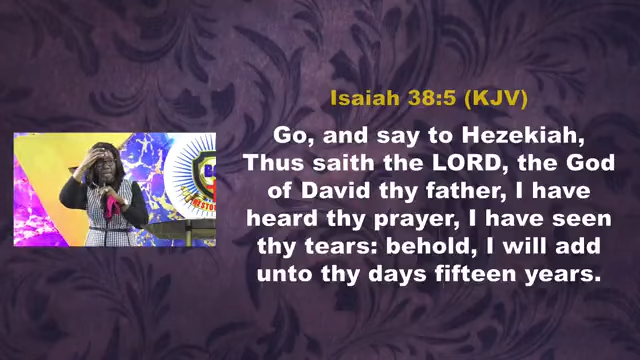 Isaiah 38:5 (KJV)
Go, and say to Hezekiah,
Thus saith the LORD, the God
of David thy father, I have
heard thy prayer, I have seen
thy tears: behold, I will add
unto thy days fifteen years.